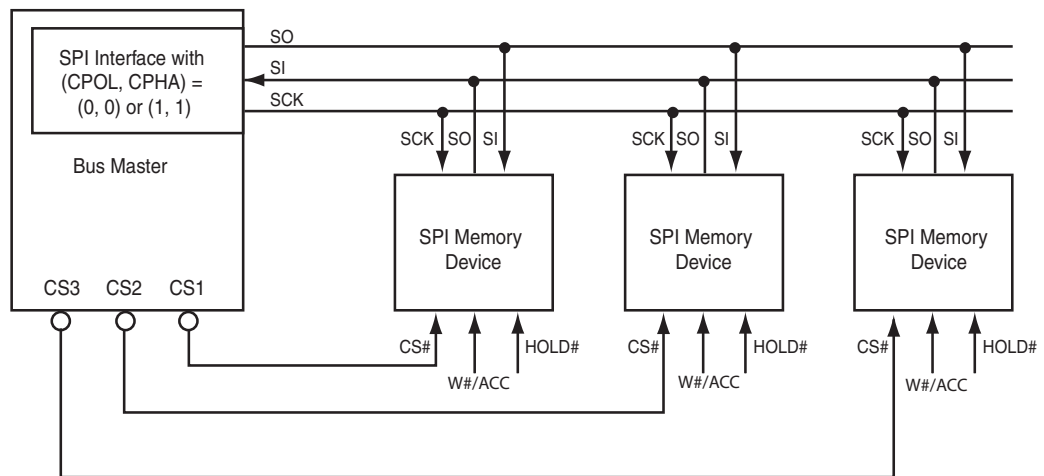 SO
SI
SCK
SPI Interface with
(CPOL, CPHA) =
(0, 0) or (1, 1)
Bus Master
SCK SO SI
SCK SO SI
SCK SO SI
SPI Memory
Device
SPI Memory
Device
SPI Memory
Device
CS3 CS2 CS1
CS# HOLD#
W#/ACC
CS# HOLD#
W#/ACC
CS# HOLD#
W#/ACC